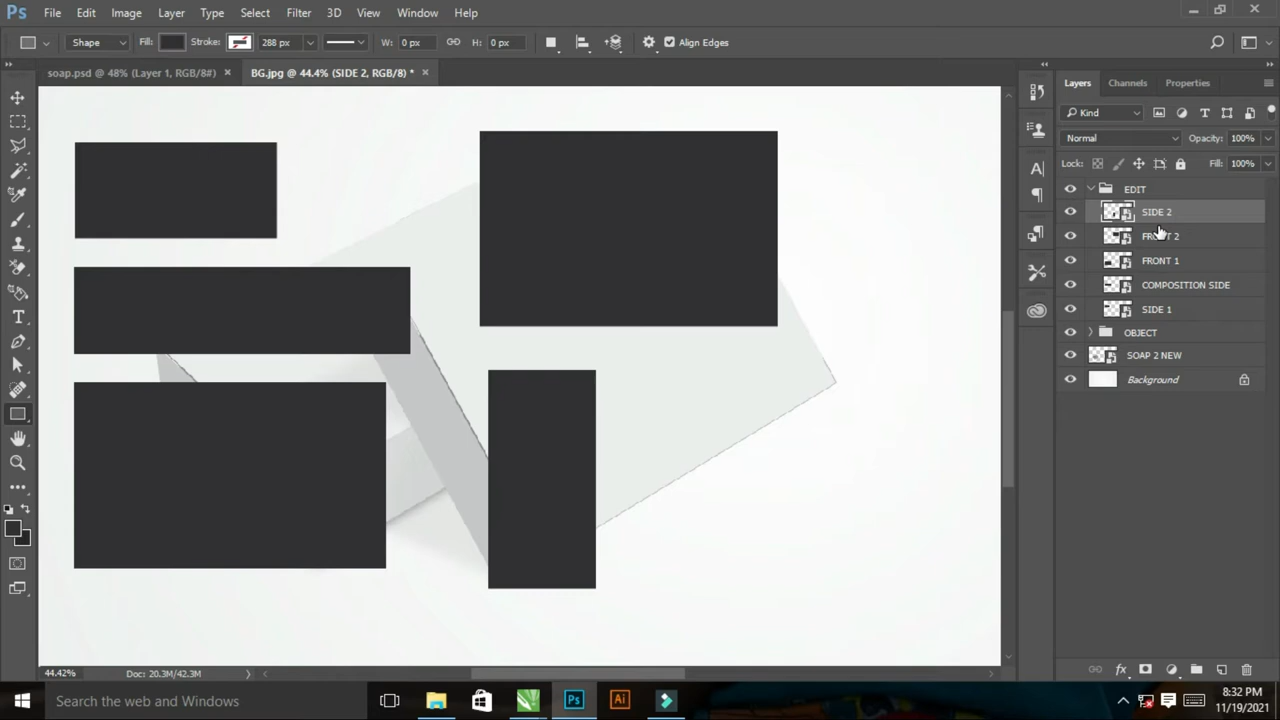 Ps File Edit Image Layer Type Select Filter 3D View Window Help
Shape Fill: Stroke: 288 px W: 0 px H: 0 px Align Edges
soap.psd @ 48% (Layer 1, RGB/8#) × BG.jpg @ 44.4% (SIDE 2, RGB/8) * ×
Layers Channels Properties
Kind
Normal Opacity: 100%
Lock: Fill: 100%
EDIT
SIDE 2
FRONT 1
COMPOSITION SIDE
SIDE 1
OBJECT
SOAP 2 NEW
Background
44.42% Doc: 20.3M/42.3M
fx
Search the web and Windows
Ps Ai
8:32 PM
11/19/2021